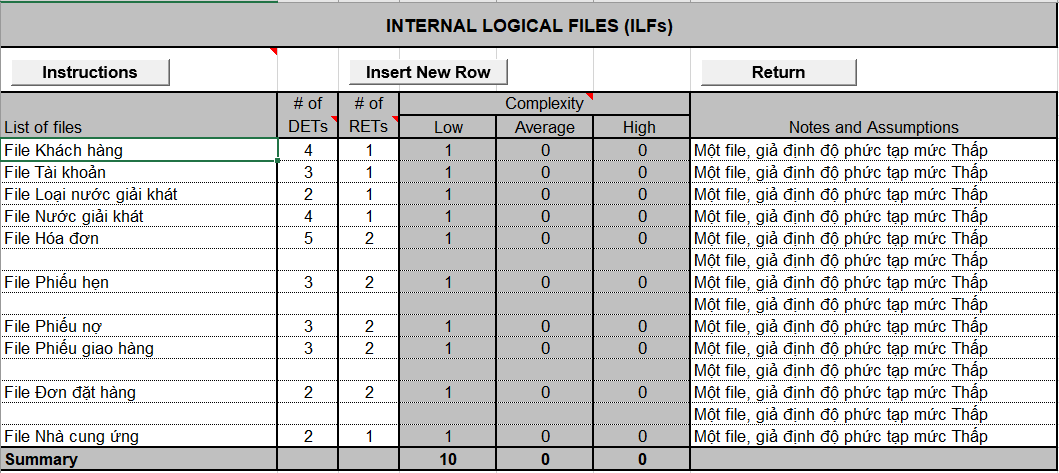 INTERNAL LOGICAL FILES (ILFs)
Instructions Insert New Row Return
# of # of Complexity
List of files DETs RETs Low Average High Notes and Assumptions
File Khách hàng 4 1 1 0 0 Một file, giả định độ phức tạp mức Thấp
File Tài khoản 3 1 1 0 0 Một file, giả định độ phức tạp mức Thấp
File Loại nước giải khát 2 1 1 0 0 Một file, giả định độ phức tạp mức Thấp
File Nước giải khát 4 1 1 0 0 Một file, giả định độ phức tạp mức Thấp
File Hóa đơn 5 2 1 0 0 Một file, giả định độ phức tạp mức Thấp
Một file, giả định độ phức tạp mức Thấp
File Phiếu hẹn 3 2 1 0 0 Một file, giả định độ phức tạp mức Thấp
Một file, giả định độ phức tạp mức Thấp
File Phiếu nợ 3 2 1 0 0 Một file, giả định độ phức tạp mức Thấp
File Phiếu giao hàng 3 2 1 0 0 Một file, giả định độ phức tạp mức Thấp
Một file, giả định độ phức tạp mức Thấp
File Đơn đặt hàng 2 2 1 0 0 Một file, giả định độ phức tạp mức Thấp
Một file, giả định độ phức tạp mức Thấp
File Nhà cung ứng 2 1 1 0 0 Một file, giả định độ phức tạp mức Thấp
Summary 10 0 0